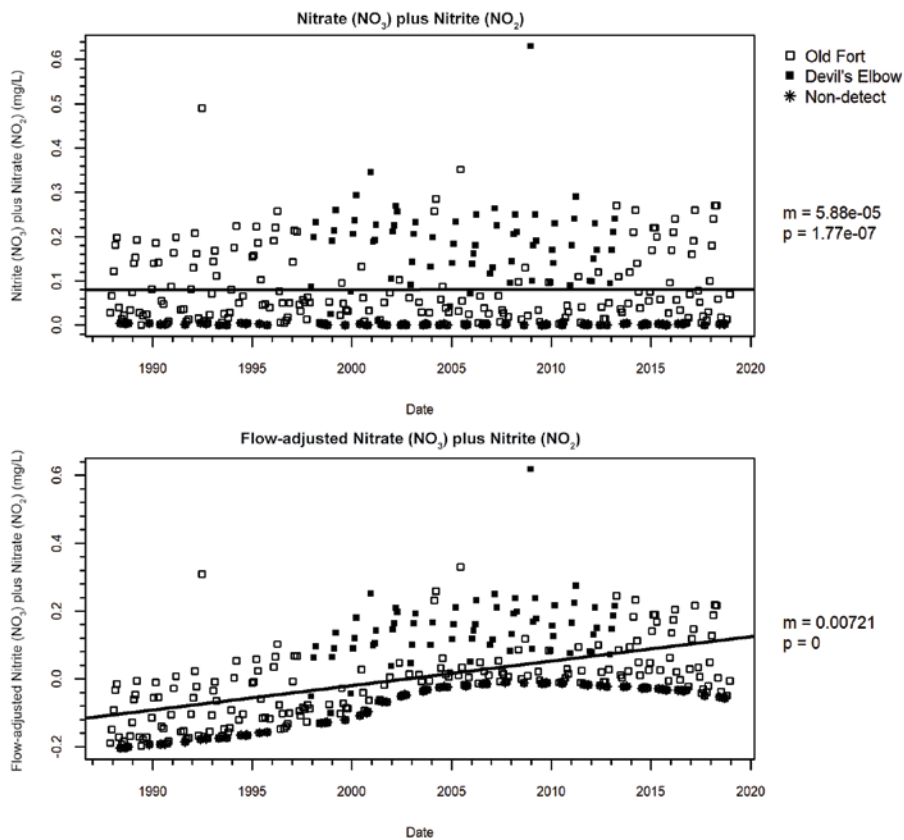 Nitrate (NO3) plus Nitrite (NO2)
Nitrite (NO3) plus Nitrate (NO2) (mg/L)
0.6
0.5
0.4
0.3
0.2
0.1
0.0
1990 1995 2000 2005 2010 2015 2020
Date
Old Fort
Devil's Elbow
Non-detect
m = 5.88e-05
p = 1.77e-07
Flow-adjusted Nitrate (NO3) plus Nitrite (NO2)
Flow-adjusted Nitrite (NO3) plus Nitrate (NO2) (mg/L)
0.6
0.4
0.2
0.0
-0.2
1990 1995 2000 2005 2010 2015 2020
Date
m = 0.00721
p = 0